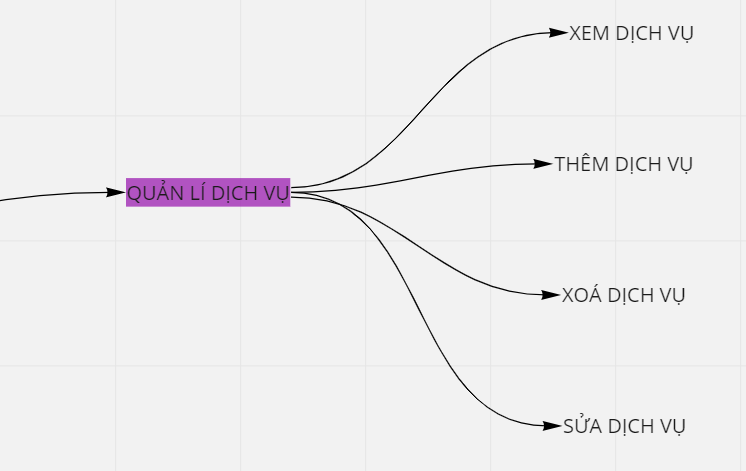 XEM DỊCH VỤ
THÊM DỊCH VỤ
QUẢN LÍ DỊCH VỤ
XOÁ DỊCH VỤ
SỬA DỊCH VỤ